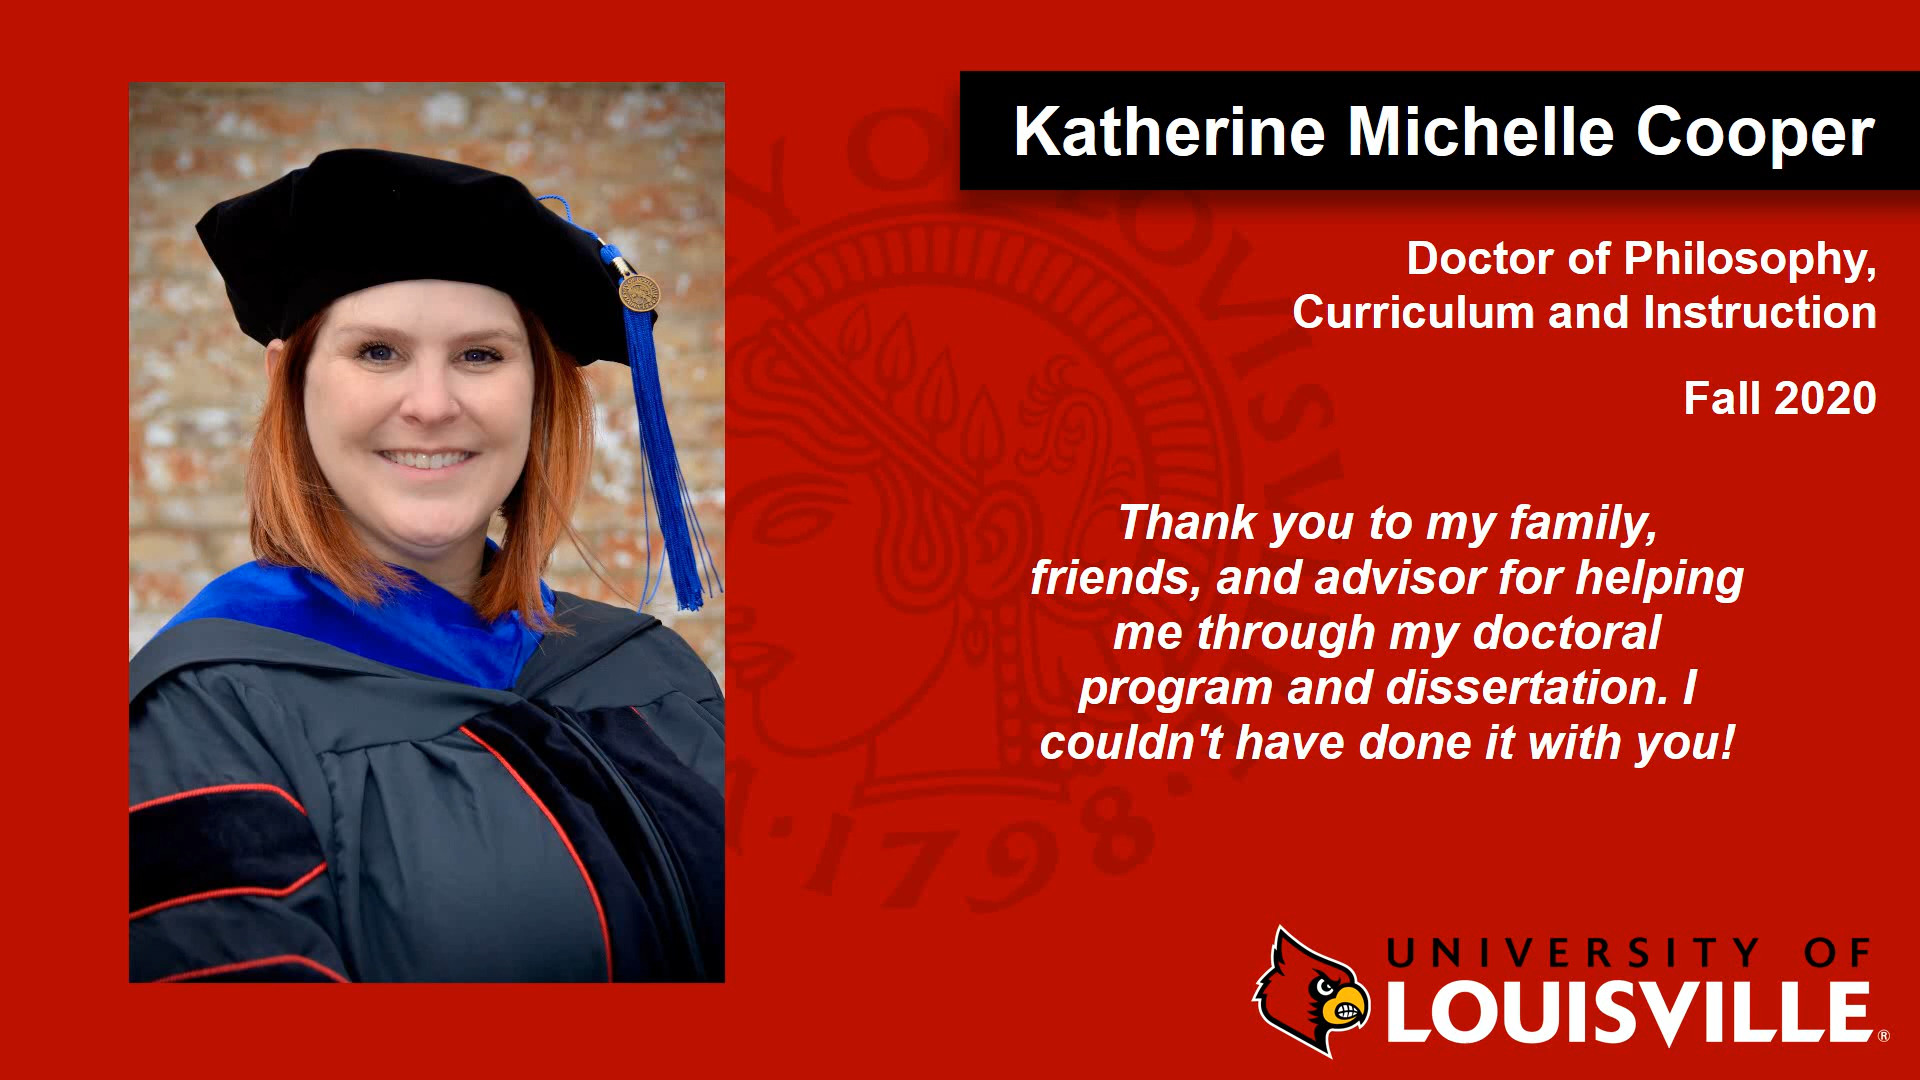 Katherine Michelle Cooper
Doctor of Philosophy,
Curriculum and Instruction
Fall 2020
Thank you to my family,
friends, and advisor for helping
me through my doctoral
program and dissertation. I
couldn't have done it with you!
UNIVERSITY OF
LOUISVILLE®
1798